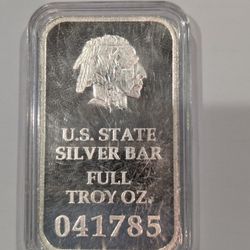 U.S. STATE
SILVER BAR
FULL
TROY OZ.
041785